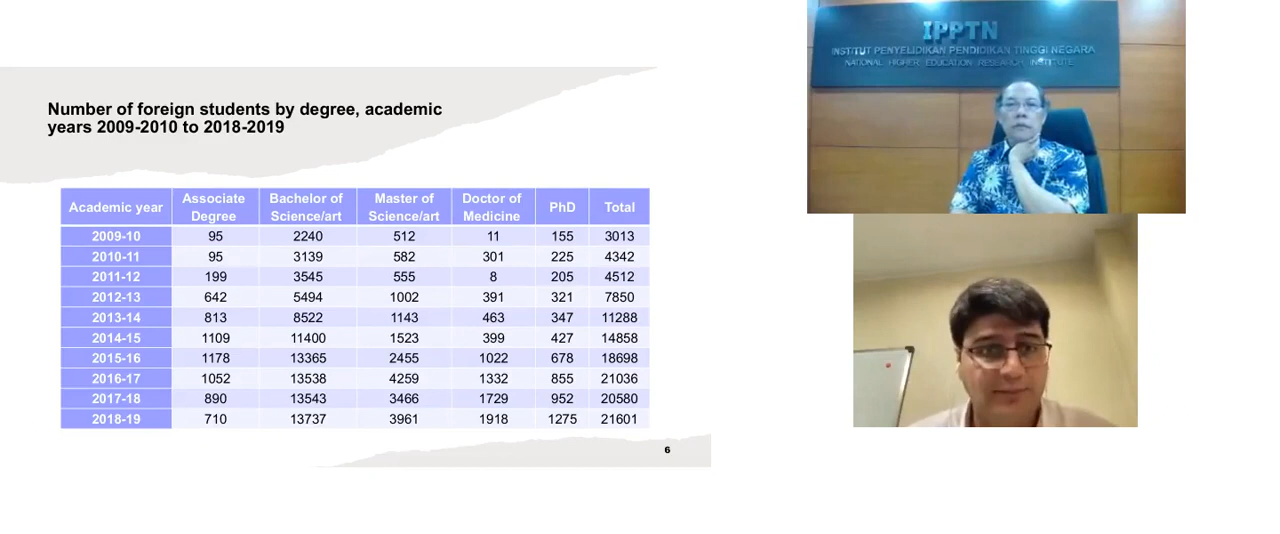 Number of foreign students by degree, academic
years 2009-2010 to 2018-2019
Academic year Associate Degree Bachelor of Science/art Master of Science/art Doctor of Medicine PhD Total
2009-10 95 2240 512 11 155 3013
2010-11 95 3139 582 301 225 4342
2011-12 199 3545 555 8 205 4512
2012-13 642 5494 1002 391 321 7850
2013-14 813 8522 1143 463 347 11288
2014-15 1109 11400 1523 399 427 14858
2015-16 1178 13365 2455 1022 678 18698
2016-17 1052 13538 4259 1332 855 21036
2017-18 890 13543 3466 1729 952 20580
2018-19 710 13737 3961 1918 1275 21601
6
IPPTN
INSTITUT PENYELIDIKAN PENDIDIKAN TINGGI NEGARA
NATIONAL HIGHER EDUCATION RESEARCH INSTITUTE